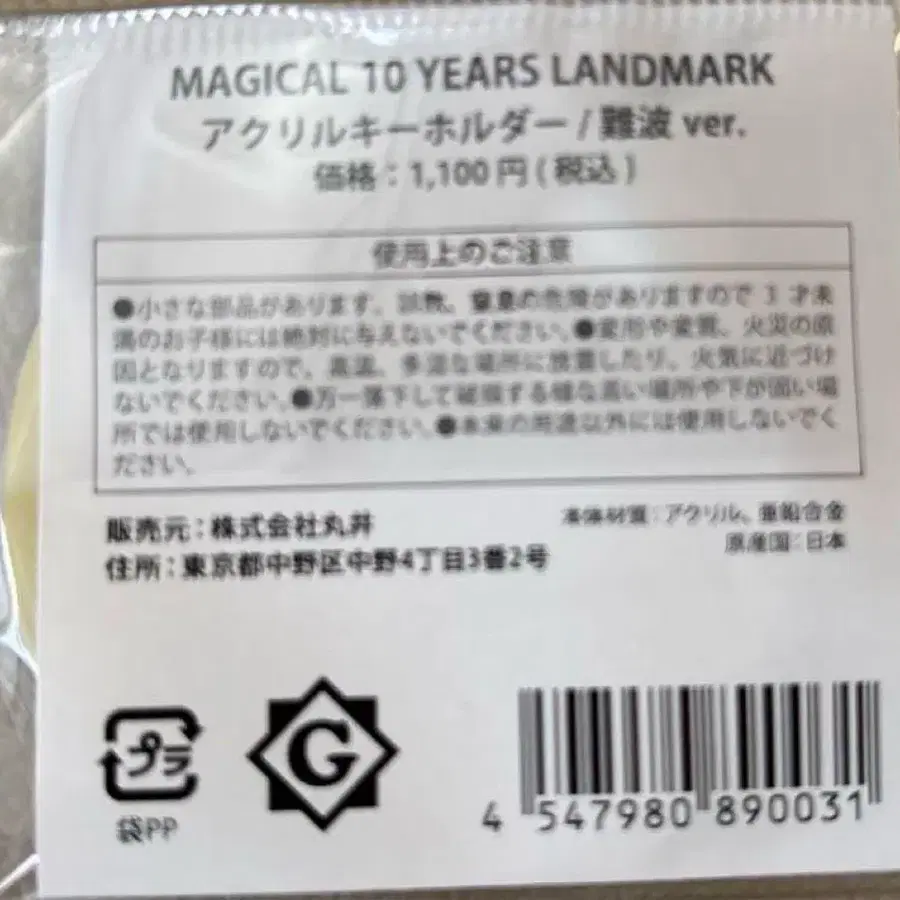 MAGICAL 10 YEARS LANDMARK
アクリルキーホルダー / 難波 ver.
価格：1,100円 ( 税込 )
使用上のご注意
●小さな部品があります。誤飲、窒息の危険がありますので 3 才未
満のお子様には絶対に与えないでください。●変形や変質、火災の原
因となりますので、高温、多湿な場所に放置したり、火気に近づけ
ないでください。●万一落下して破損する様な高い場所や下が固い場
所では使用しないでください。●本来の用途以外には使用しないでく
ださい。
販売元：株式会社丸井
住所：東京都中野区中野4丁目3番2号
本体材質：アクリル、亜鉛合金
原産国：日本
プラ
袋PP
G
4 547980 890031